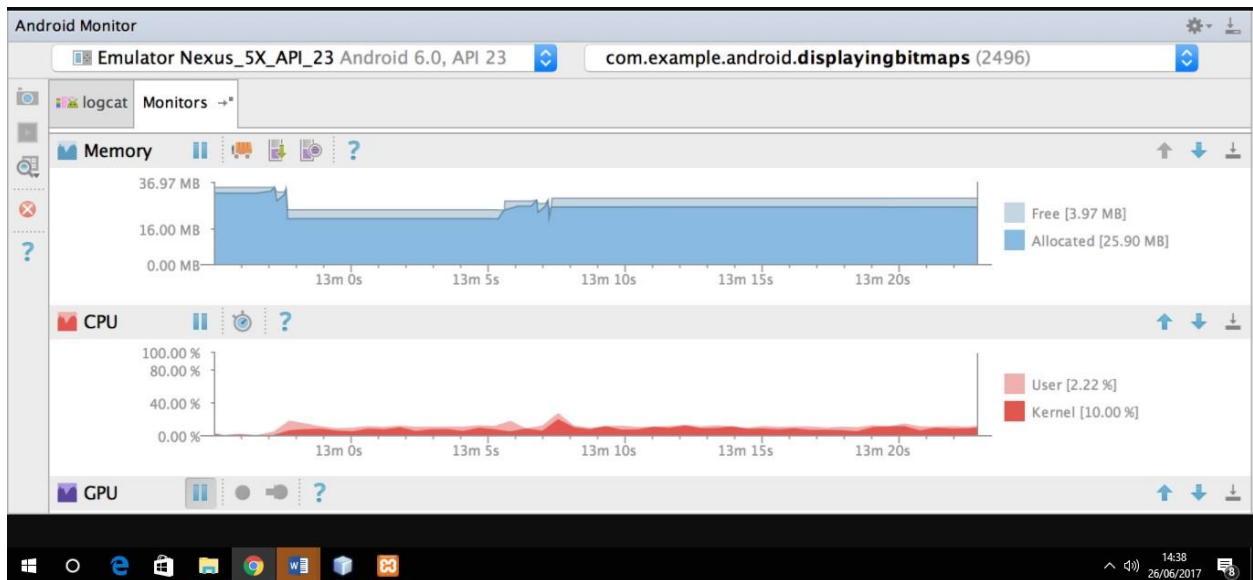 Android Monitor
Emulator Nexus_5X_API_23 Android 6.0, API 23
com.example.android.displayingbitmaps (2496)
logcat
Monitors
Memory
?
36.97 MB
16.00 MB
0.00 MB
13m 0s
13m 5s
13m 10s
13m 15s
13m 20s
Free [3.97 MB]
Allocated [25.90 MB]
?
CPU
?
100.00 %
80.00 %
40.00 %
0.00 %
13m 0s
13m 5s
13m 10s
13m 15s
13m 20s
User [2.22 %]
Kernel [10.00 %]
GPU
?
14:38
26/06/2017
8